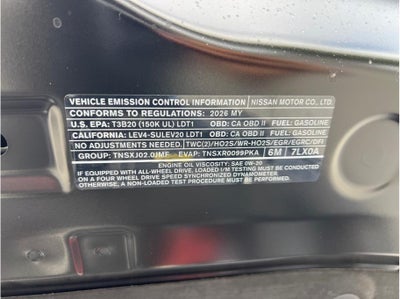 VEHICLE EMISSION CONTROL INFORMATION NISSAN MOTOR CO., LTD
CONFORMS TO REGULATIONS: 2026 MY
U.S. EPA: T3B20 (150K UL) LDT1 OBD: CA OBD II FUEL: GASOLINE
CALIFORNIA: LEV4-SULEV20 LDT1 OBD: CA OBD II FUEL: GASOLINE
NO ADJUSTMENTS NEEDED. TWC(2)/HO2S/WR-HO2S/EGR/EGRC/DFI
GROUP: TNSXJ02.0JMF EVAP: TNSXR0099PKA 6M 7LX0A
ENGINE OIL VISCOSITY: SAE 0W-20
IF EQUIPPED WITH ALL-WHEEL DRIVE, LOADED I/M TESTING MUST BE CONDUCTED
ON A FOUR WHEEL DRIVE SPEED SYNCHRONIZED DYNAMOMETER.
ALTERNATIVELY, A NON-LOADED TEST PROCEDURE MUST BE USED.